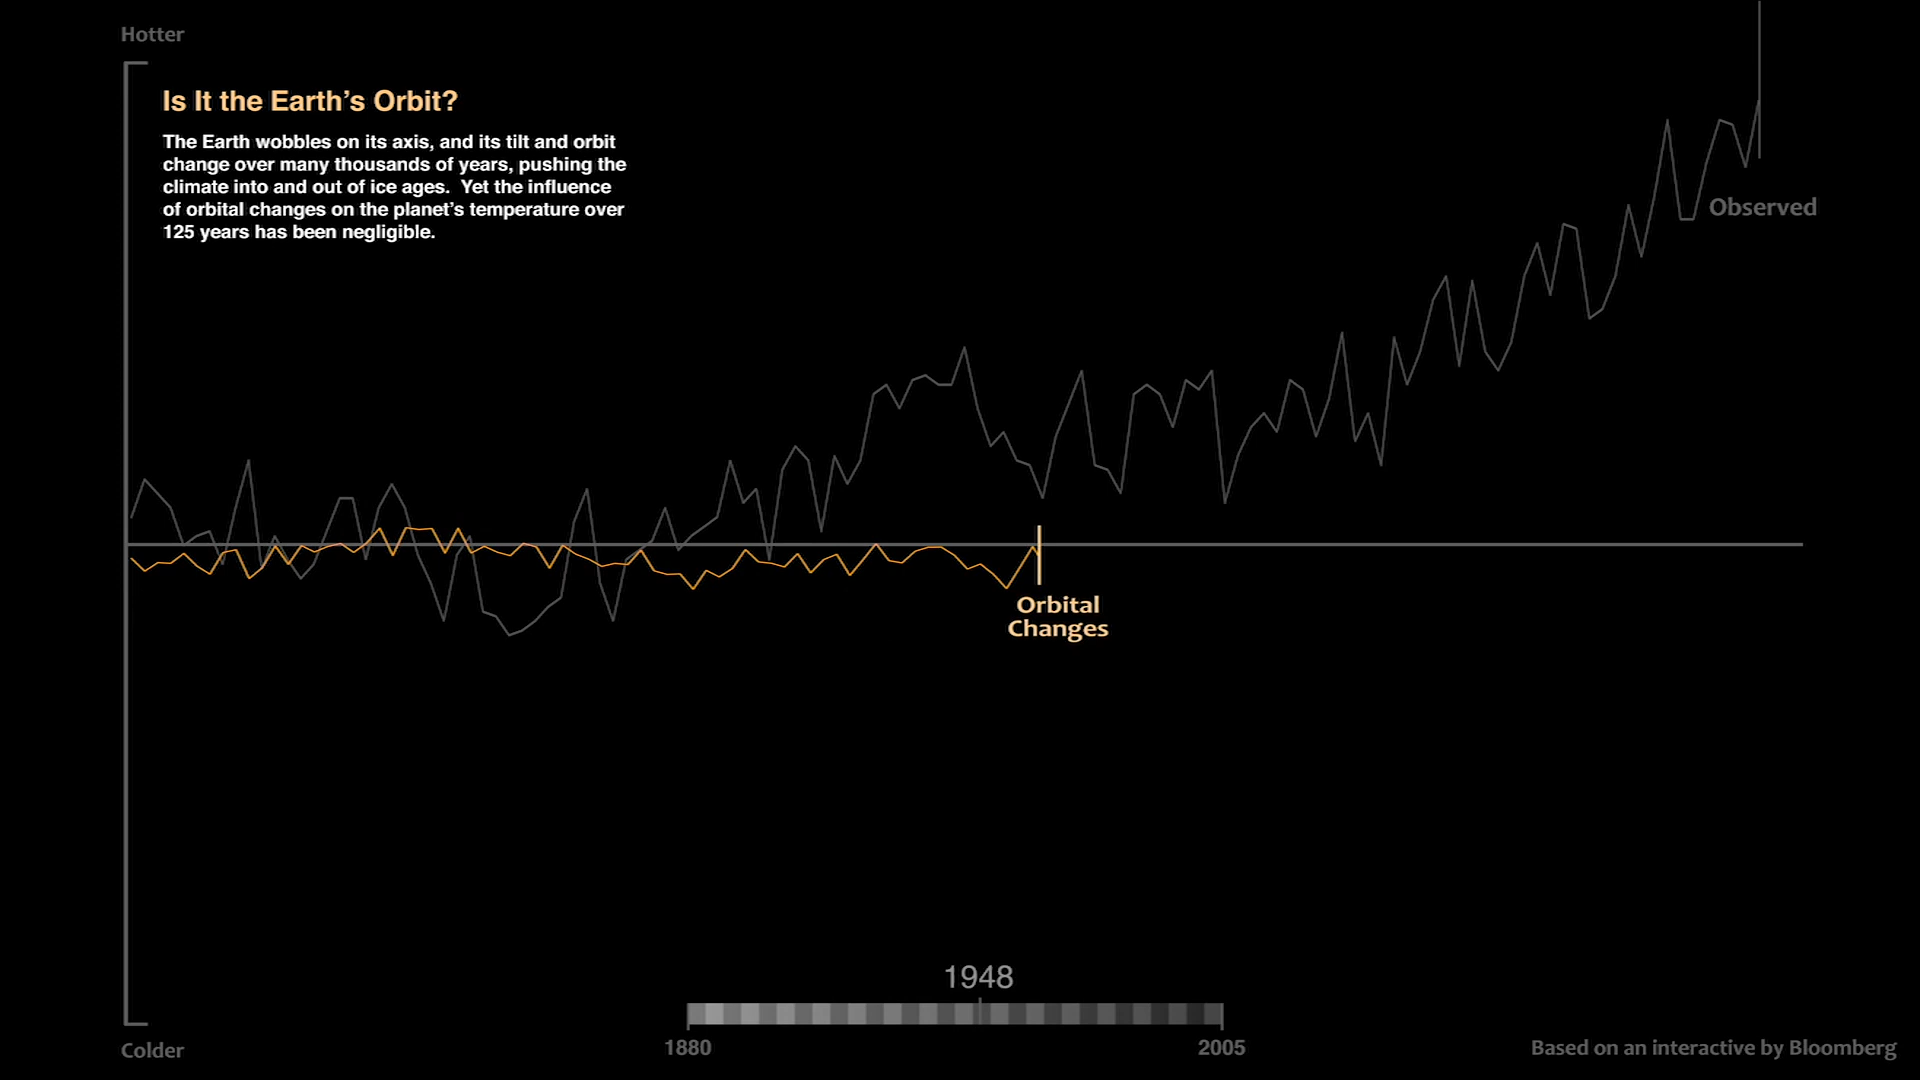 Hotter
Is It the Earth's Orbit?
The Earth wobbles on its axis, and its tilt and orbit
change over many thousands of years, pushing the
climate into and out of ice ages.  Yet the influence
of orbital changes on the planet's temperature over
125 years has been negligible.
Observed
Orbital
Changes
1948
1880
2005
Colder
Based on an interactive by Bloomberg